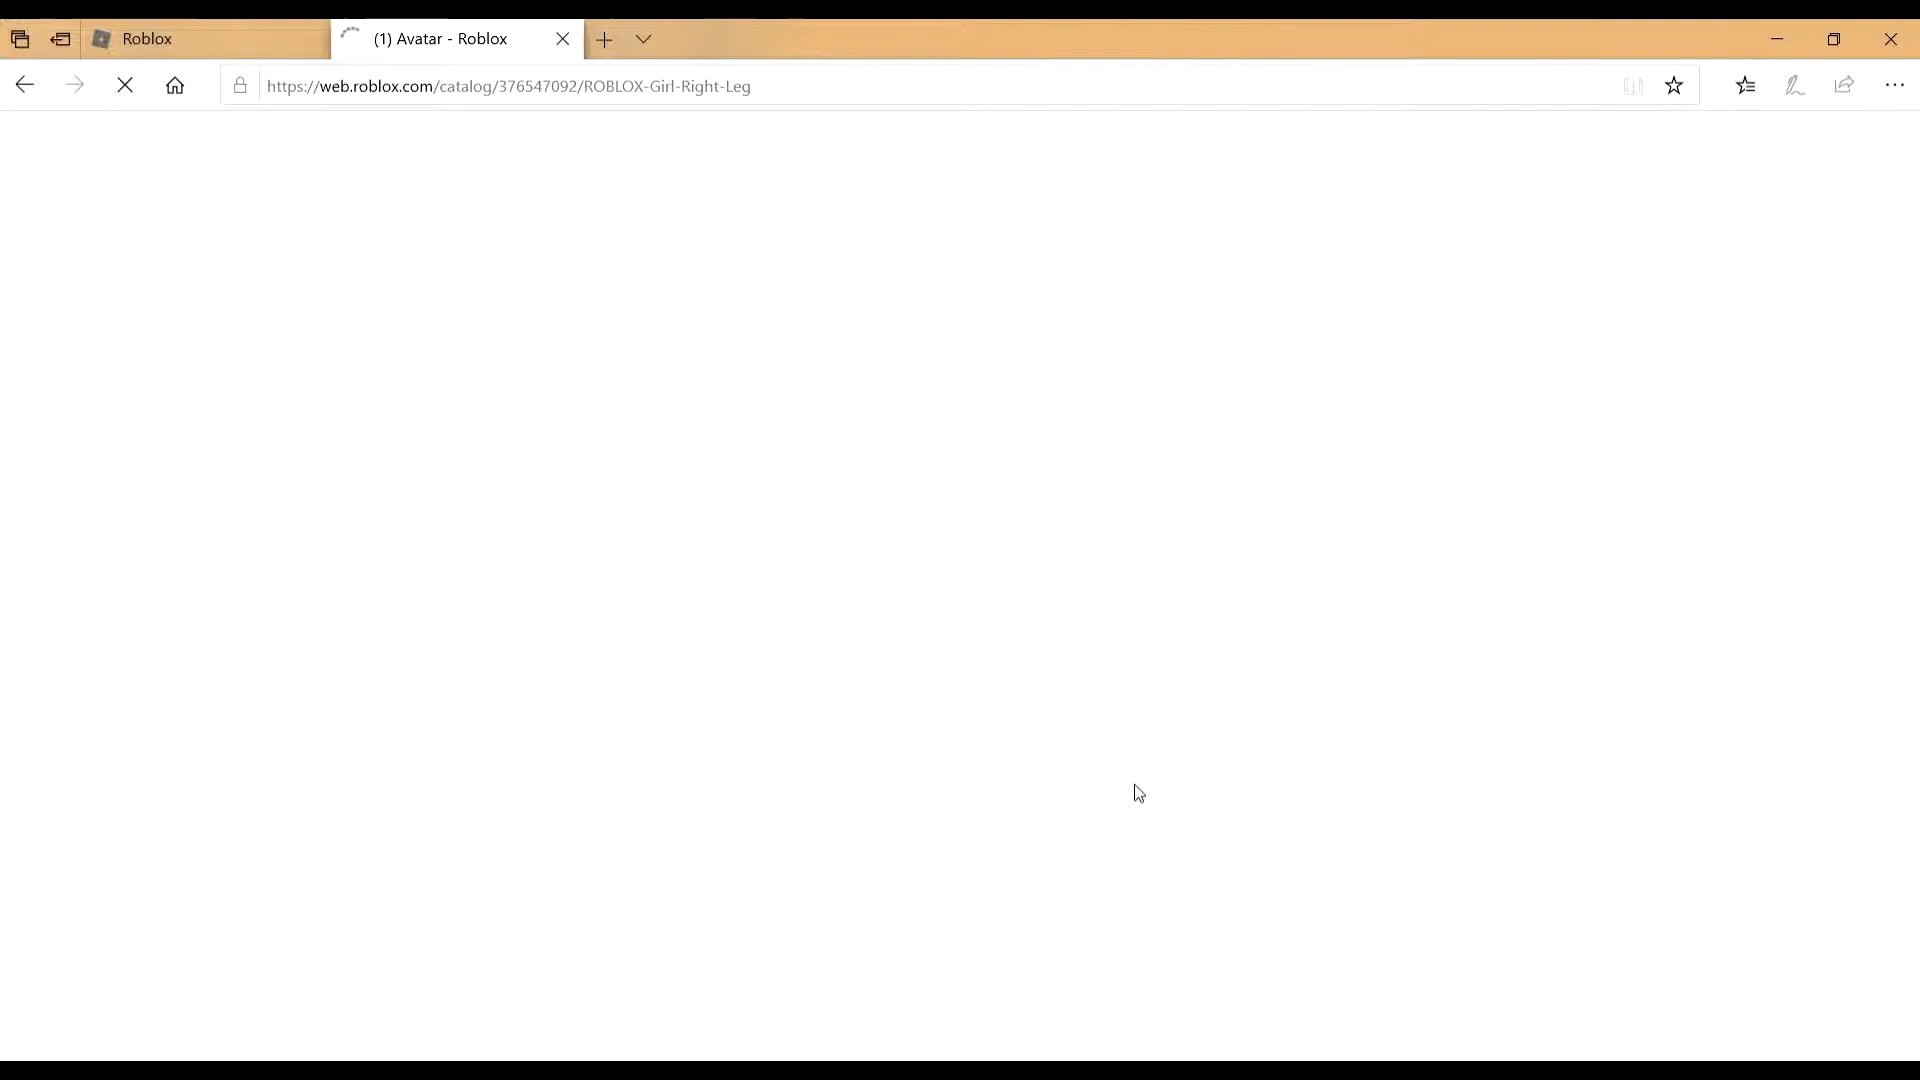 Roblox
(1) Avatar - Roblox
https://web.roblox.com/catalog/376547092/ROBLOX-Girl-Right-Leg